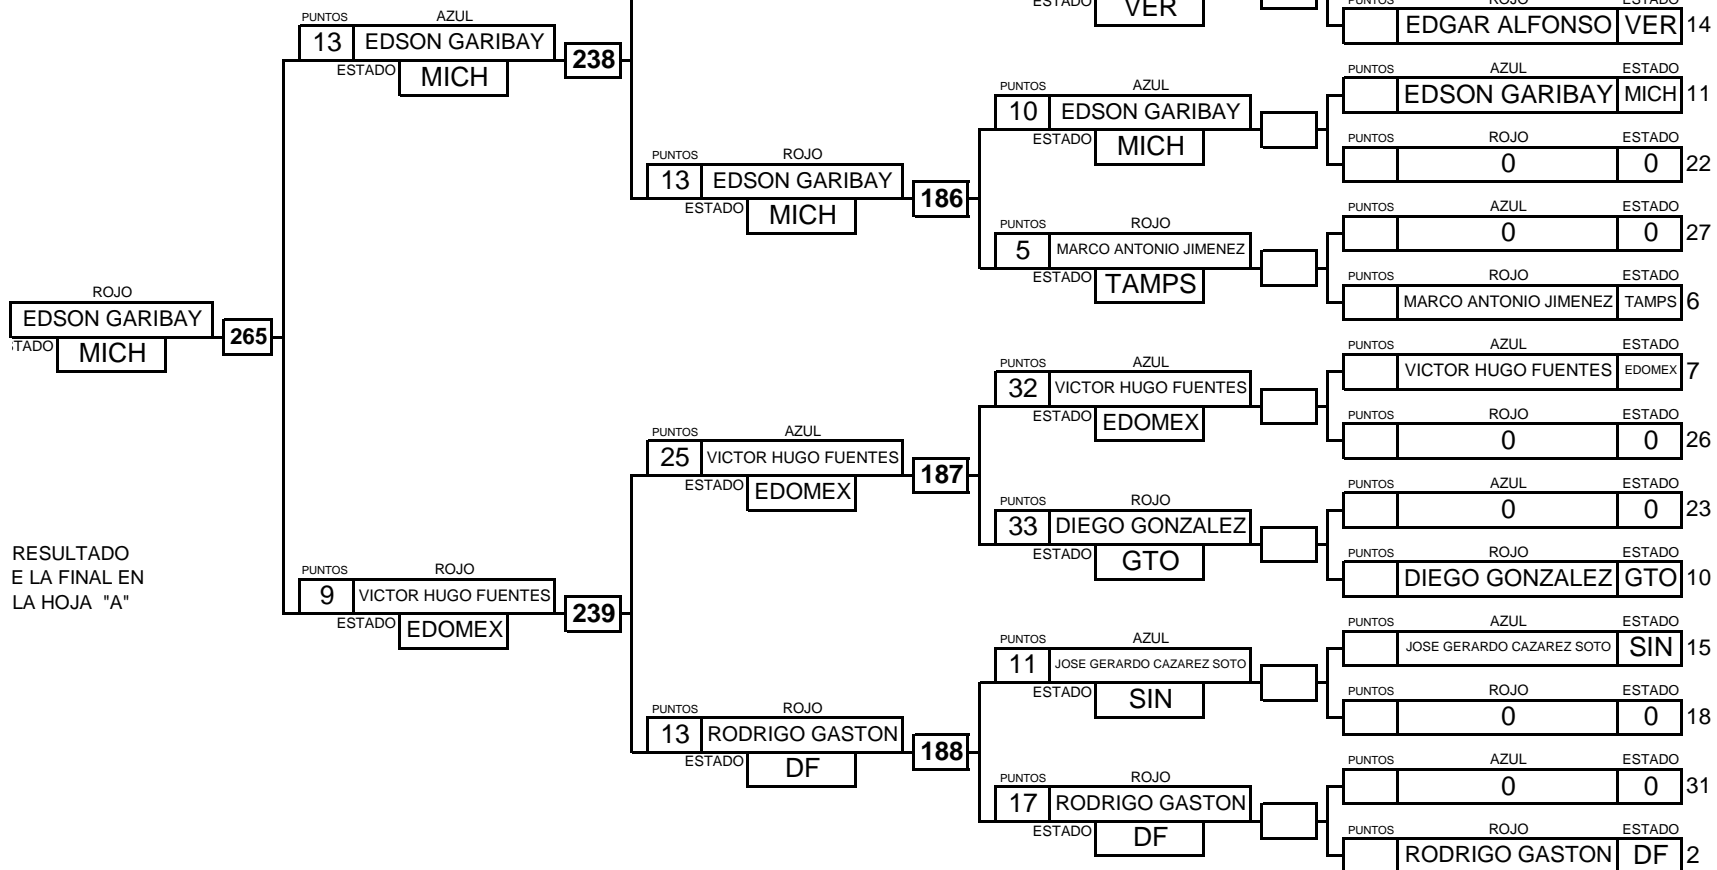 PUNTOS AZUL
13 EDSON GARIBAY
ESTADO MICH
238
ROJO
EDSON GARIBAY
MICH
265
RESULTADO
E LA FINAL EN
LA HOJA "A"
PUNTOS ROJO
9 VICTOR HUGO FUENTES
ESTADO EDOMEX
239
PUNTOS ROJO
13 EDSON GARIBAY
ESTADO MICH
186
PUNTOS AZUL
25 VICTOR HUGO FUENTES
ESTADO EDOMEX
187
PUNTOS ROJO
13 RODRIGO GASTON
ESTADO DF
188
ESTADO VER
PUNTOS AZUL
10 EDSON GARIBAY
ESTADO MICH
PUNTOS ROJO
5 MARCO ANTONIO JIMENEZ
ESTADO TAMPS
PUNTOS AZUL
32 VICTOR HUGO FUENTES
ESTADO EDOMEX
PUNTOS ROJO
33 DIEGO GONZALEZ
ESTADO GTO
PUNTOS AZUL
11 JOSE GERARDO CAZAREZ SOTO
ESTADO SIN
PUNTOS ROJO
17 RODRIGO GASTON
ESTADO DF
PUNTOS ROJO ESTADO
EDGAR ALFONSO VER 14
PUNTOS AZUL ESTADO
EDSON GARIBAY MICH 11
PUNTOS ROJO ESTADO
0 0 22
PUNTOS AZUL ESTADO
0 0 27
PUNTOS ROJO ESTADO
MARCO ANTONIO JIMENEZ TAMPS 6
PUNTOS AZUL ESTADO
VICTOR HUGO FUENTES EDOMEX 7
PUNTOS ROJO ESTADO
0 0 26
PUNTOS AZUL ESTADO
0 0 23
PUNTOS ROJO ESTADO
DIEGO GONZALEZ GTO 10
PUNTOS AZUL ESTADO
JOSE GERARDO CAZAREZ SOTO SIN 15
PUNTOS ROJO ESTADO
0 0 18
PUNTOS AZUL ESTADO
0 0 31
PUNTOS ROJO ESTADO
RODRIGO GASTON DF 2